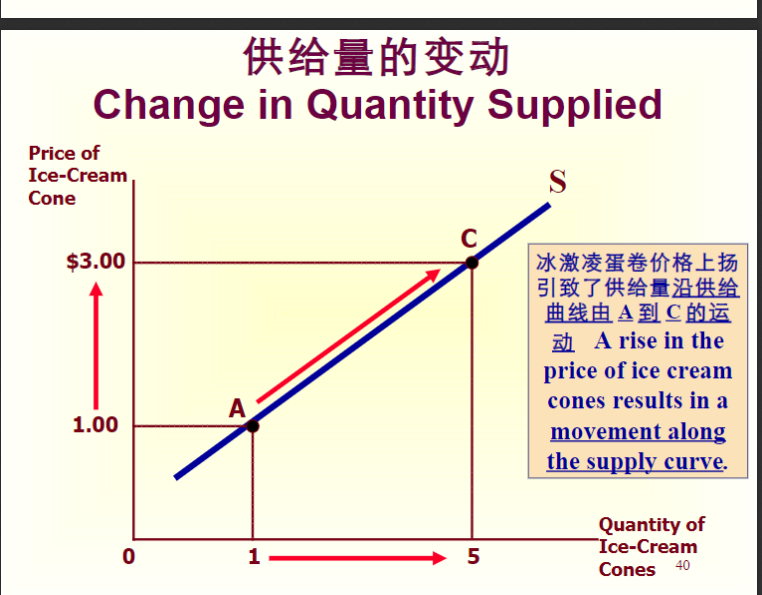 供给量的变动
Change in Quantity Supplied
Price of
Ice-Cream
Cone
S
C
$3.00
冰激凌蛋卷价格上扬
引致了供给量沿供给
曲线由 A 到 C 的运
动 A rise in the
price of ice cream
cones results in a
movement along
the supply curve.
A
1.00
Quantity of
Ice-Cream
Cones
0
1
5
40